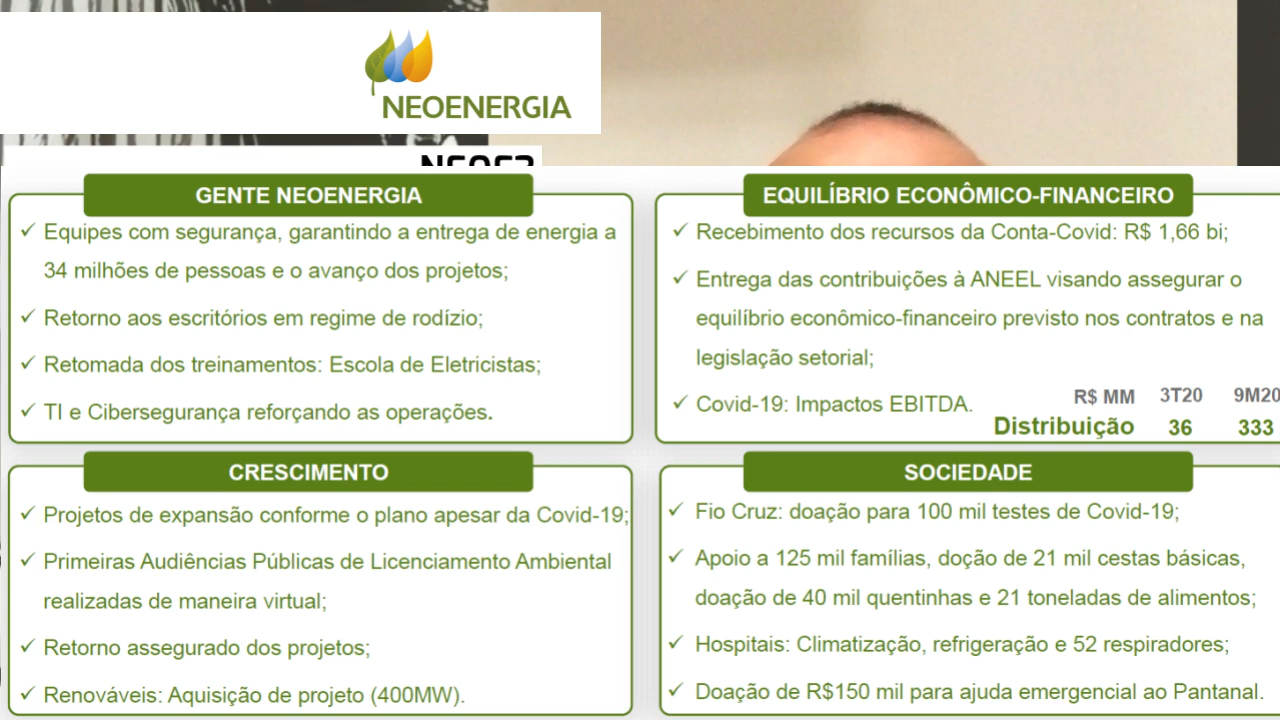 NEOENERGIA
GENTE NEOENERGIA
✓ Equipes com segurança, garantindo a entrega de energia a
34 milhões de pessoas e o avanço dos projetos;
✓ Retorno aos escritórios em regime de rodízio;
✓ Retomada dos treinamentos: Escola de Eletricistas;
✓ TI e Cibersegurança reforçando as operações.
EQUILÍBRIO ECONÔMICO-FINANCEIRO
✓ Recebimento dos recursos da Conta-Covid: R$ 1,66 bi;
✓ Entrega das contribuições à ANEEL visando assegurar o
equilíbrio econômico-financeiro previsto nos contratos e na
legislação setorial;
✓ Covid-19: Impactos EBITDA.
R$ MM 3T20 9M20
Distribuição 36 333
CRESCIMENTO
✓ Projetos de expansão conforme o plano apesar da Covid-19;
✓ Primeiras Audiências Públicas de Licenciamento Ambiental
realizadas de maneira virtual;
✓ Retorno assegurado dos projetos;
✓ Renováveis: Aquisição de projeto (400MW).
SOCIEDADE
✓ Fio Cruz: doação para 100 mil testes de Covid-19;
✓ Apoio a 125 mil famílias, doção de 21 mil cestas básicas,
doação de 40 mil quentinhas e 21 toneladas de alimentos;
✓ Hospitais: Climatização, refrigeração e 52 respiradores;
✓ Doação de R$150 mil para ajuda emergencial ao Pantanal.